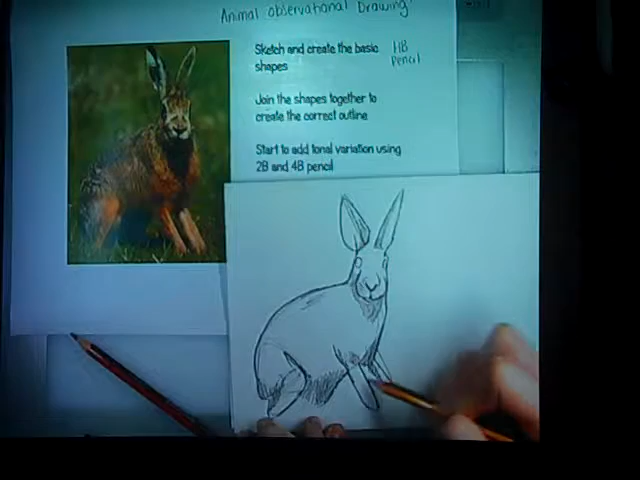 Animal Observational Drawing
Sketch and create the basic
shapes
HB
Pencil
Join the shapes together to
create the correct outline
Start to add tonal variation using
2B and 4B pencil